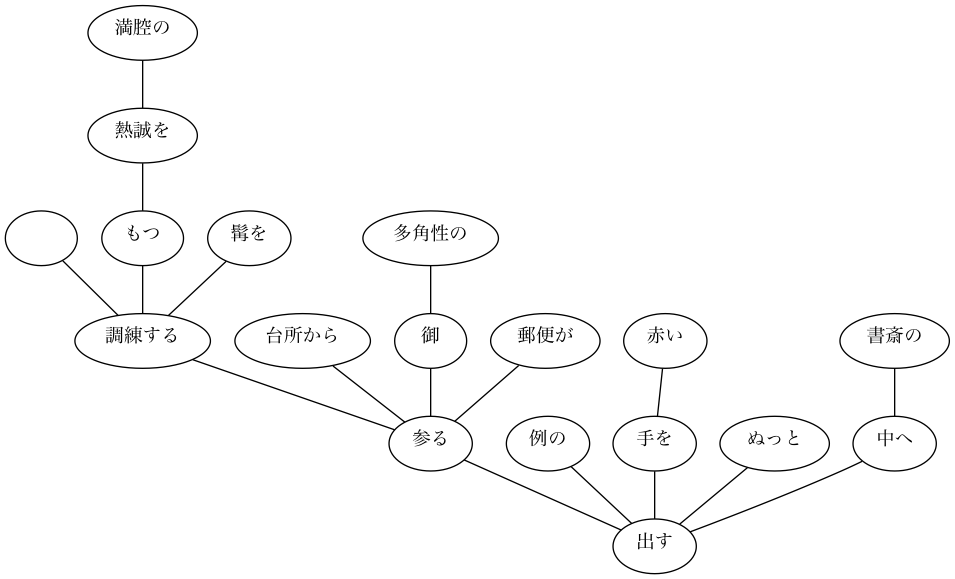 満腔の
熱誠を
もつ
髯を
多角性の
調練する
台所から
御
郵便が
赤い
書斎の
参る
例の
手を
ぬっと
中へ
出す